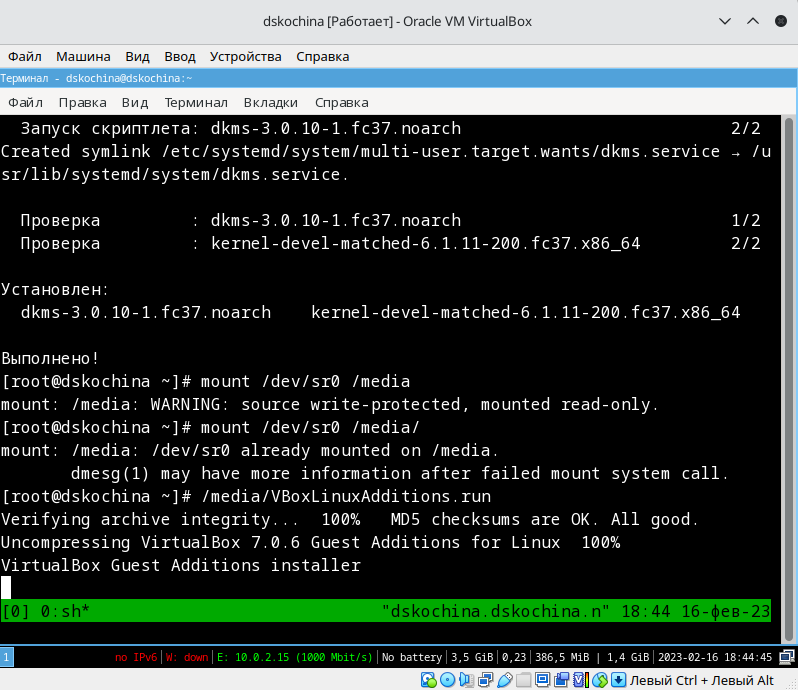 dskochina [Работает] - Oracle VM VirtualBox
Файл Машина Вид Ввод Устройства Справка
Терминал - dskochina@dskochina:~
Файл Правка Вид Терминал Вкладки Справка
Запуск скриптлета: dkms-3.0.10-1.fc37.noarch 2/2
Created symlink /etc/systemd/system/multi-user.target.wants/dkms.service → /u
sr/lib/systemd/system/dkms.service.
Проверка : dkms-3.0.10-1.fc37.noarch 1/2
Проверка : kernel-devel-matched-6.1.11-200.fc37.x86_64 2/2
Установлен:
dkms-3.0.10-1.fc37.noarch kernel-devel-matched-6.1.11-200.fc37.x86_64
Выполнено!
[root@dskochina ~]# mount /dev/sr0 /media
mount: /media: WARNING: source write-protected, mounted read-only.
[root@dskochina ~]# mount /dev/sr0 /media/
mount: /media: /dev/sr0 already mounted on /media.
dmesg(1) may have more information after failed mount system call.
[root@dskochina ~]# /media/VBoxLinuxAdditions.run
Verifying archive integrity... 100% MD5 checksums are OK. All good.
Uncompressing VirtualBox 7.0.6 Guest Additions for Linux 100%
VirtualBox Guest Additions installer
[0] 0:sh* "dskochina.dskochina.n" 18:44 16-фев-23
1 no IPv6| W: down| E: 10.0.2.15 (1000 Mbit/s)| No battery| 3,5 GiB| 0,23| 386,5 MiB | 1,4 GiB| 2023-02-16 18:44:45
Левый Ctrl + Левый Alt